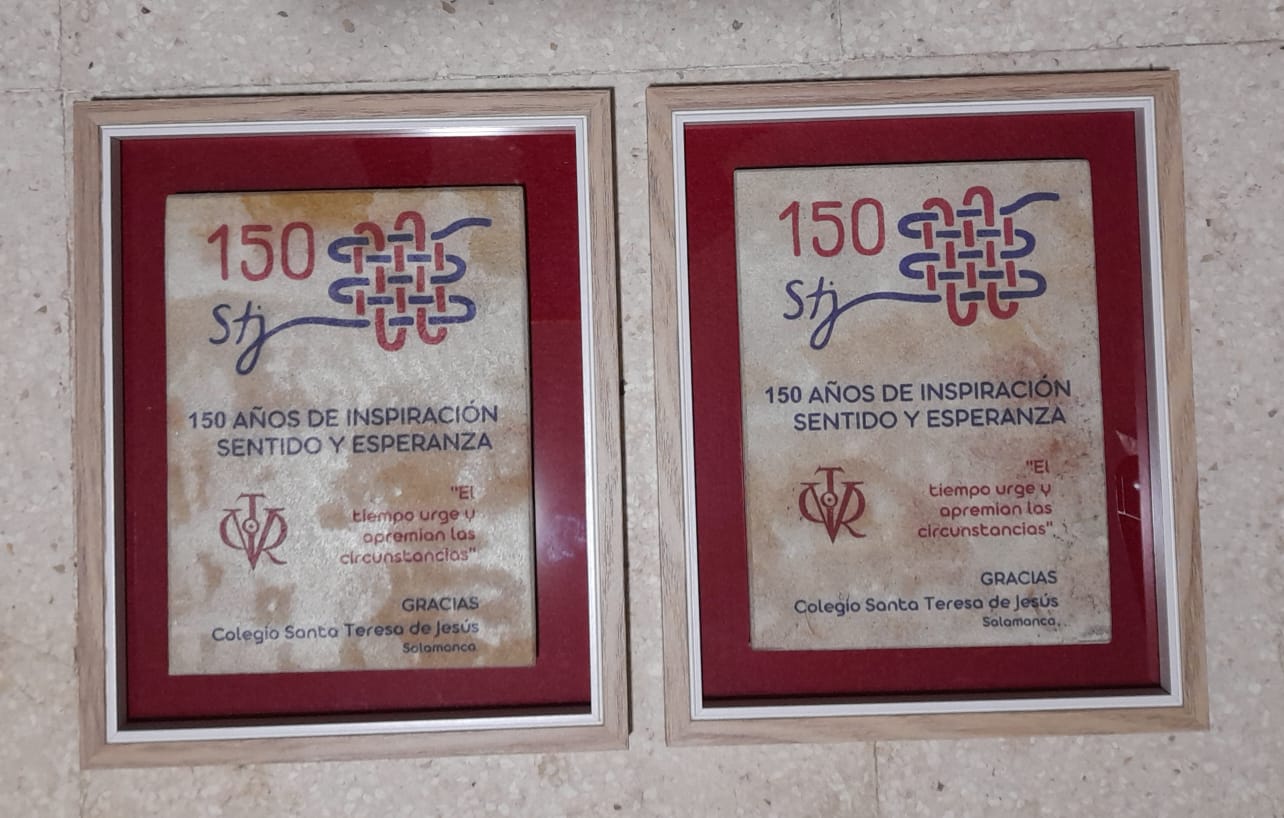 150
Stj
150 AÑOS DE INSPIRACIÓN
SENTIDO Y ESPERANZA
"El
tiempo urge y
apremian las
circunstancias"
GRACIAS
Colegio Santa Teresa de Jesús
Salamanca
150
Stj
150 AÑOS DE INSPIRACIÓN
SENTIDO Y ESPERANZA
"El
tiempo urge y
apremian las
circunstancias"
GRACIAS
Colegio Santa Teresa de Jesús
Salamanca